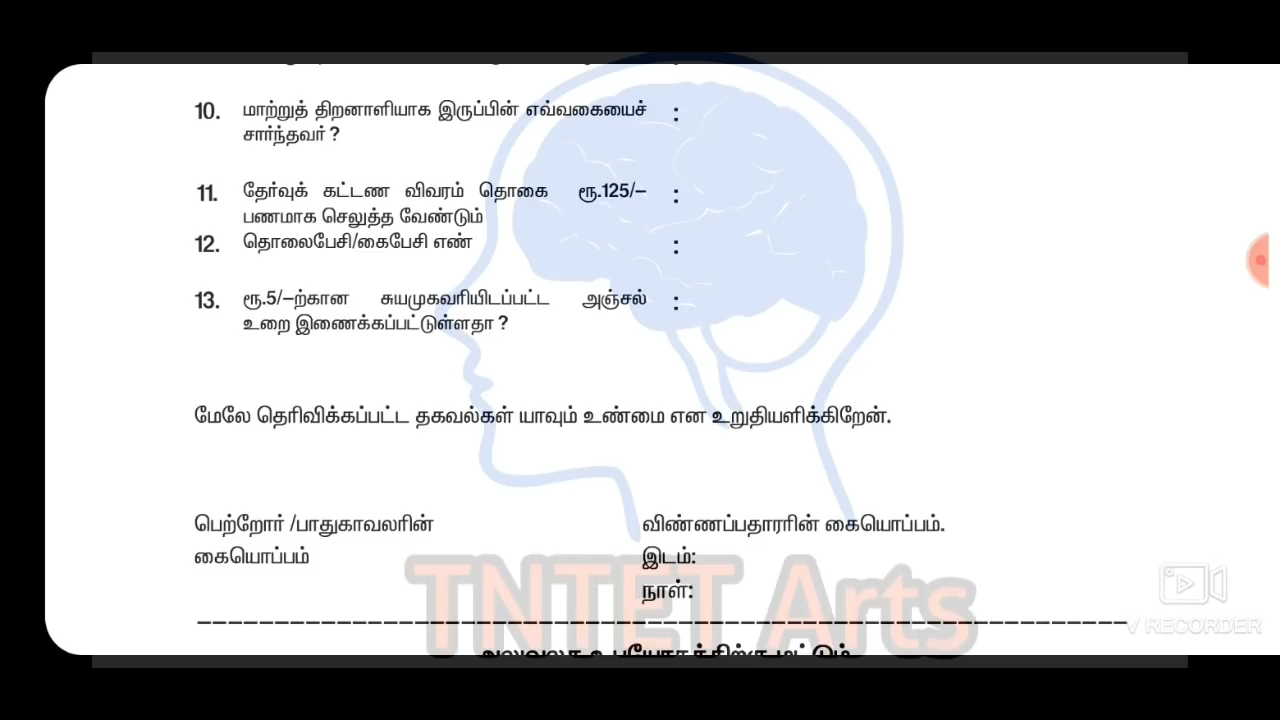 10. மாற்றுத் திறனாளியாக இருப்பின் எவ்வகையைச் :
சார்ந்தவர் ?
11. தேர்வுக் கட்டண விவரம் தொகை ரூ.125/– :
பணமாக செலுத்த வேண்டும்
12. தொலைபேசி/கைபேசி எண் :
13. ரூ.5/–ற்கான சுயமுகவரியிடப்பட்ட அஞ்சல் :
உறை இணைக்கப்பட்டுள்ளதா ?
மேலே தெரிவிக்கப்பட்ட தகவல்கள் யாவும் உண்மை என உறுதியளிக்கிறேன்.
பெற்றோர் /பாதுகாவலரின் விண்ணப்பதாரரின் கையொப்பம்.
கையொப்பம் இடம்:
நாள்:
TNTET Arts
V RECORDER